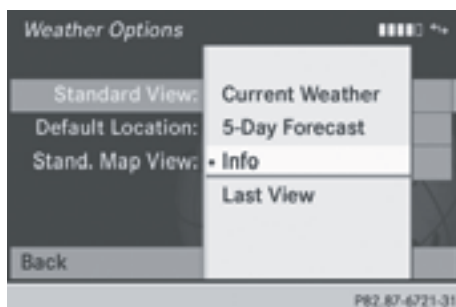 Weather Options
Standard View:
Current Weather
Default Location:
5-Day Forecast
Stand. Map View:
• Info
Last View
Back
P82.87-6721-31